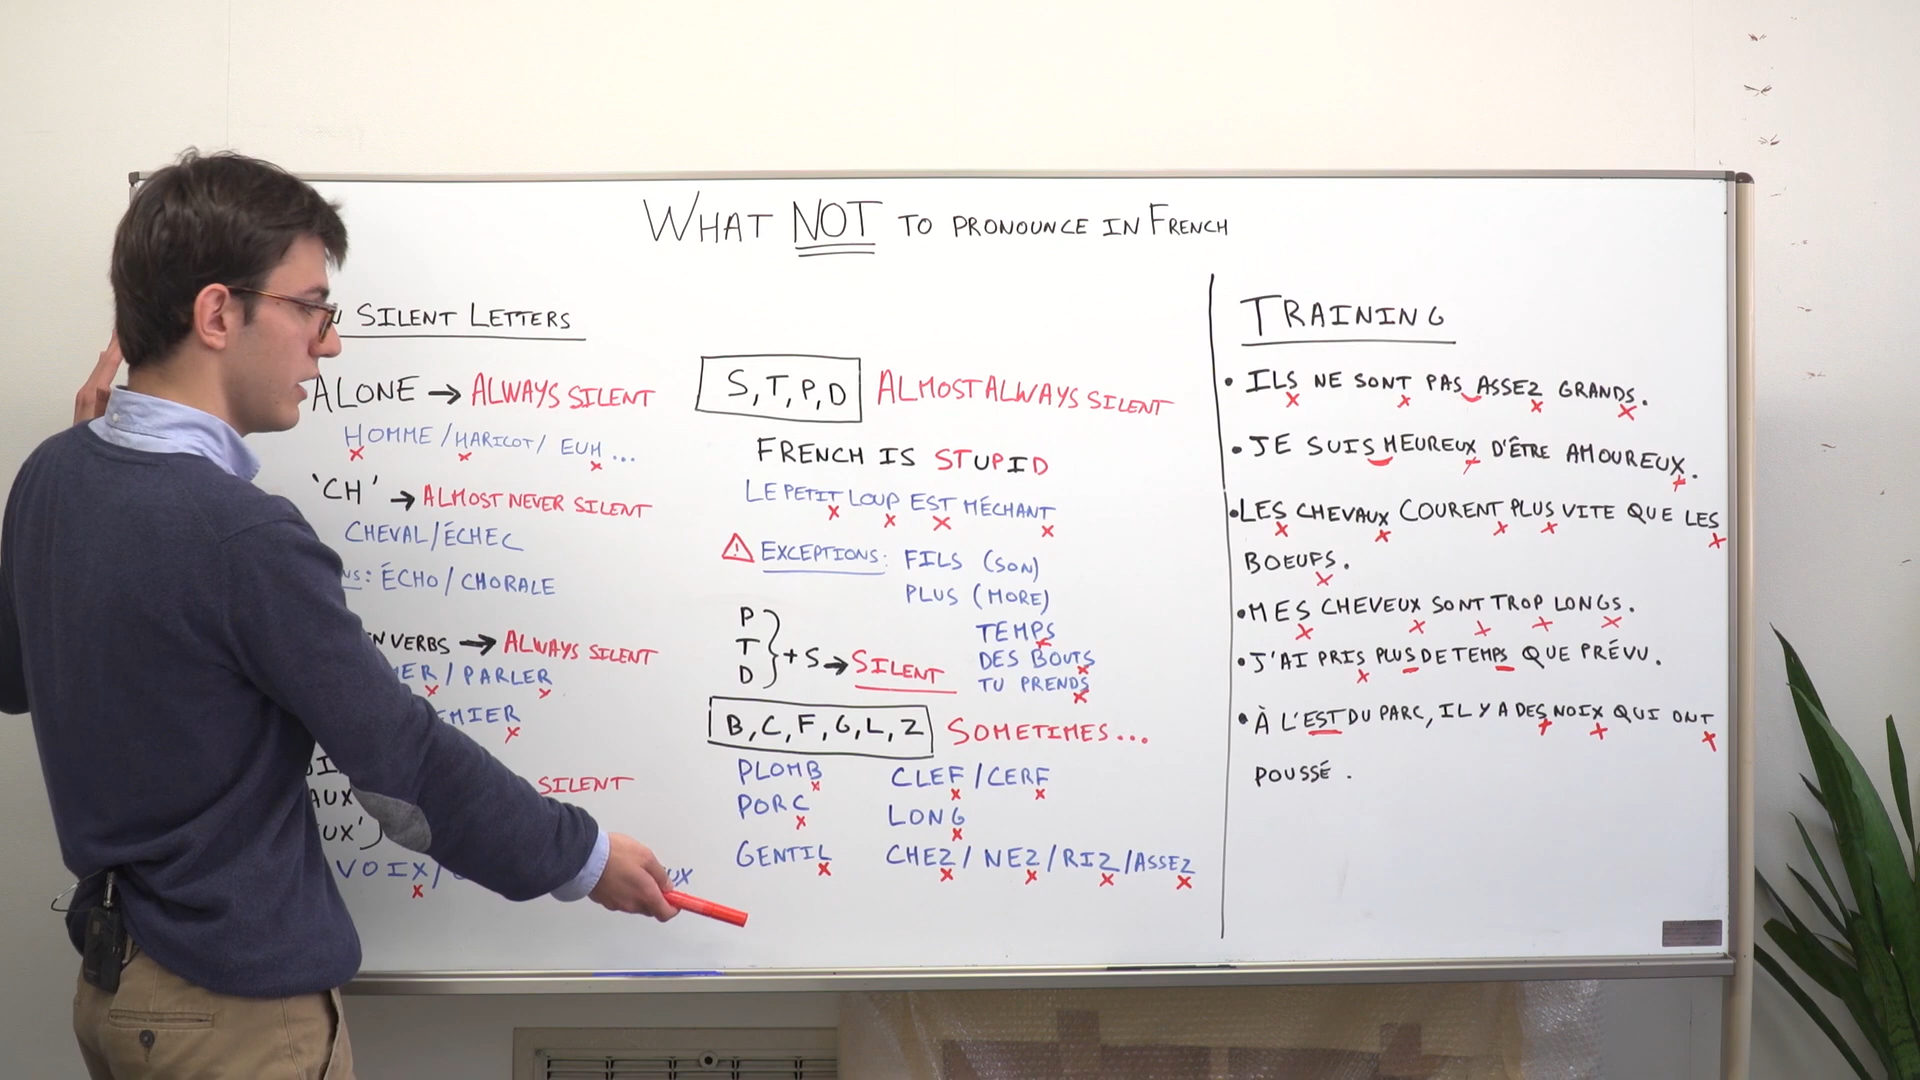 WHAT NOT TO PRONOUNCE IN FRENCH
SILENT LETTERS
ALONE → ALWAYS SILENT
HOMME / HARICOT / EUH ...
'CH' → ALMOST NEVER SILENT
CHEVAL / ÉCHEC
: ÉCHO / CHORALE
VERBS → ALWAYS SILENT
/ PARLER
SILENT
VOIX /
S, T, P, D ALMOST ALWAYS SILENT
FRENCH IS STUPID
LE PETIT LOUP EST MÉCHANT
EXCEPTIONS: FILS (SON)
PLUS (MORE)
P
T
D
+ S → SILENT
TEMPS
DES BOUTS
TU PRENDS
B, C, F, G, L, Z SOMETIMES ...
PLOMB CLEF / CERF
PORC LONG
GENTIL CHEZ / NEZ / RIZ / ASSEZ
TRAINING
• ILS NE SONT PAS ASSEZ GRANDS.
• JE SUIS HEUREUX D'ÊTRE AMOUREUX.
• LES CHEVAUX COURENT PLUS VITE QUE LES
BOEUFS.
• MES CHEVEUX SONT TROP LONGS.
• J'AI PRIS PLUS DE TEMPS QUE PRÉVU.
• À L'EST DU PARC, IL Y A DES NOIX QUI ONT
POUSSÉ.